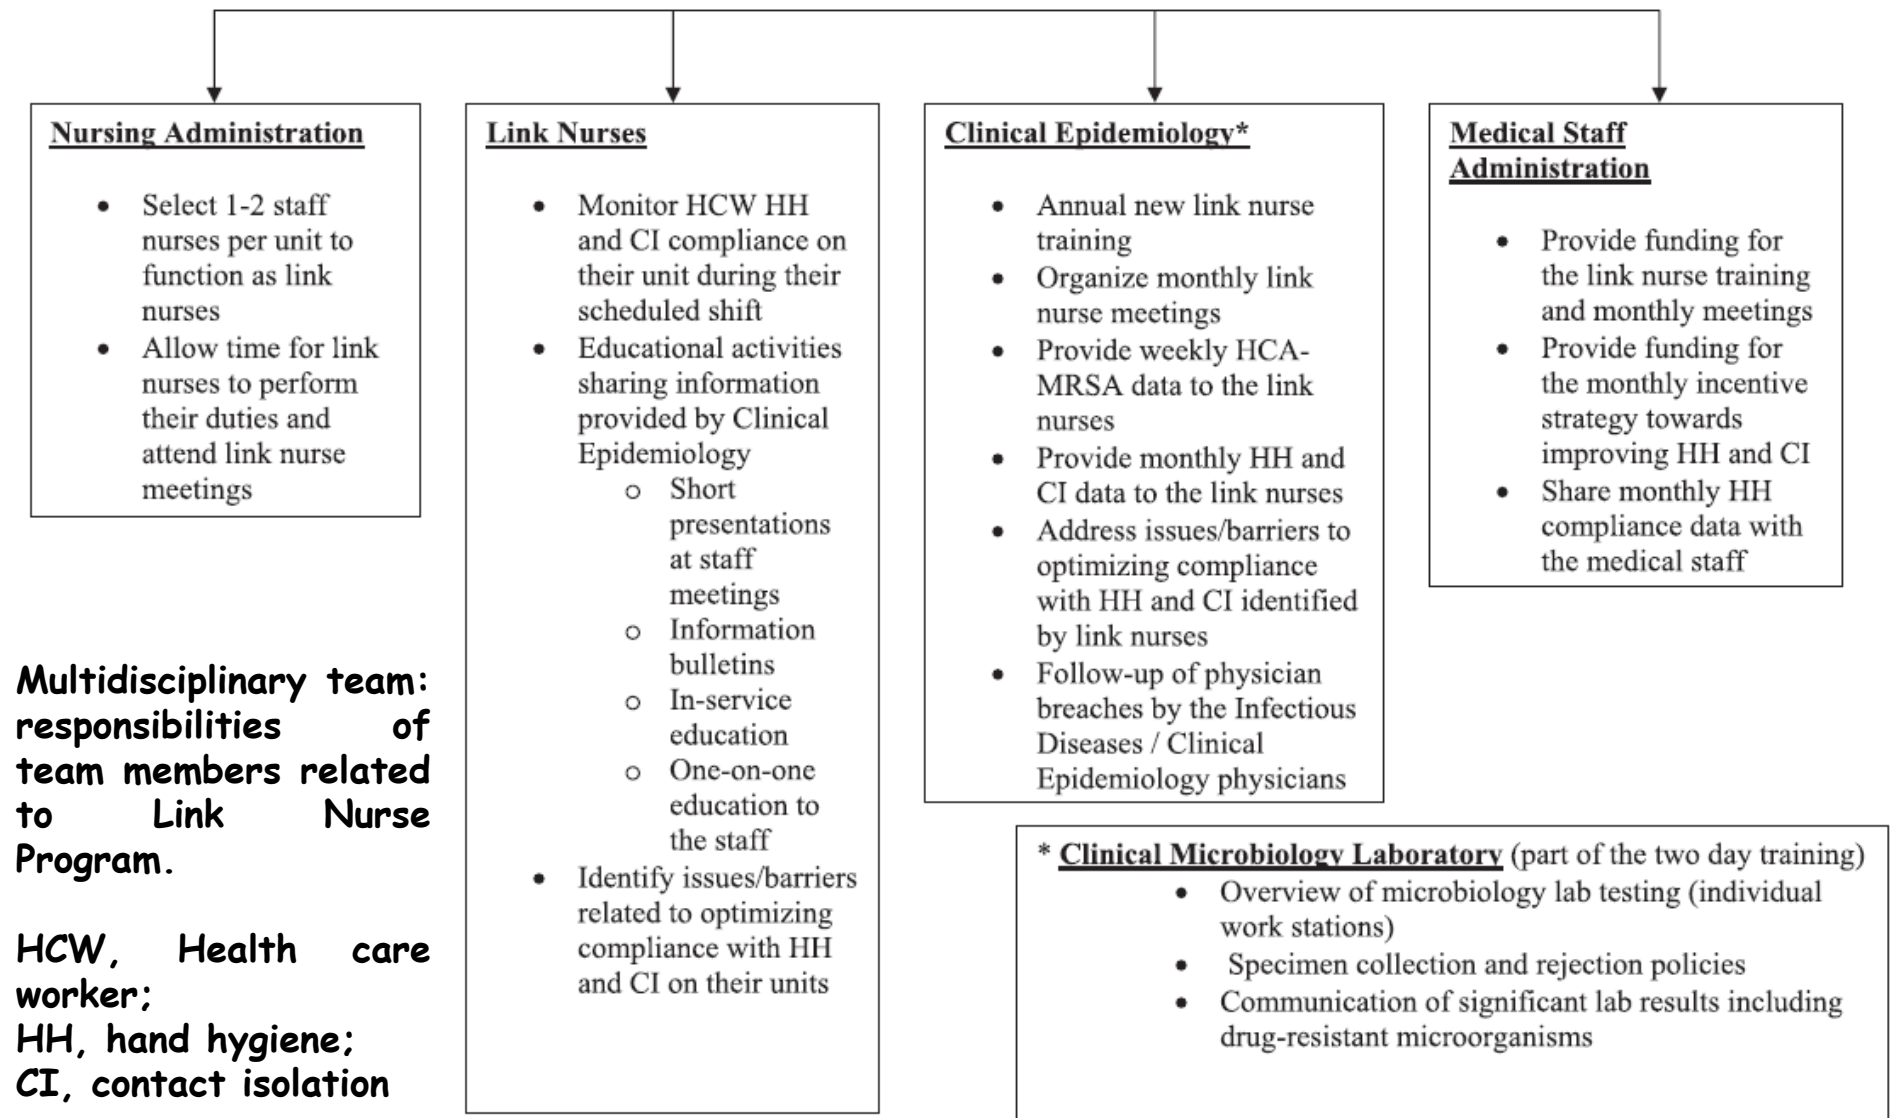 Nursing Administration
• Select 1-2 staff
nurses per unit to
function as link
nurses
• Allow time for link
nurses to perform
their duties and
attend link nurse
meetings
Link Nurses
• Monitor HCW HH
and CI compliance on
their unit during their
scheduled shift
• Educational activities
sharing information
provided by Clinical
Epidemiology
o Short
presentations
at staff
meetings
o Information
bulletins
o In-service
education
o One-on-one
education to
the staff
• Identify issues/barriers
related to optimizing
compliance with HH
and CI on their units
Clinical Epidemiology*
• Annual new link nurse
training
• Organize monthly link
nurse meetings
• Provide weekly HCA-
MRSA data to the link
nurses
• Provide monthly HH and
CI data to the link nurses
• Address issues/barriers to
optimizing compliance
with HH and CI identified
by link nurses
• Follow-up of physician
breaches by the Infectious
Diseases / Clinical
Epidemiology physicians
Medical Staff
Administration
• Provide funding for
the link nurse training
and monthly meetings
• Provide funding for
the monthly incentive
strategy towards
improving HH and CI
• Share monthly HH
compliance data with
the medical staff
Multidisciplinary team:
responsibilities of
team members related
to Link Nurse
Program.
HCW, Health care
worker;
HH, hand hygiene;
CI, contact isolation
* Clinical Microbiology Laboratory (part of the two day training)
• Overview of microbiology lab testing (individual
work stations)
• Specimen collection and rejection policies
• Communication of significant lab results including
drug-resistant microorganisms